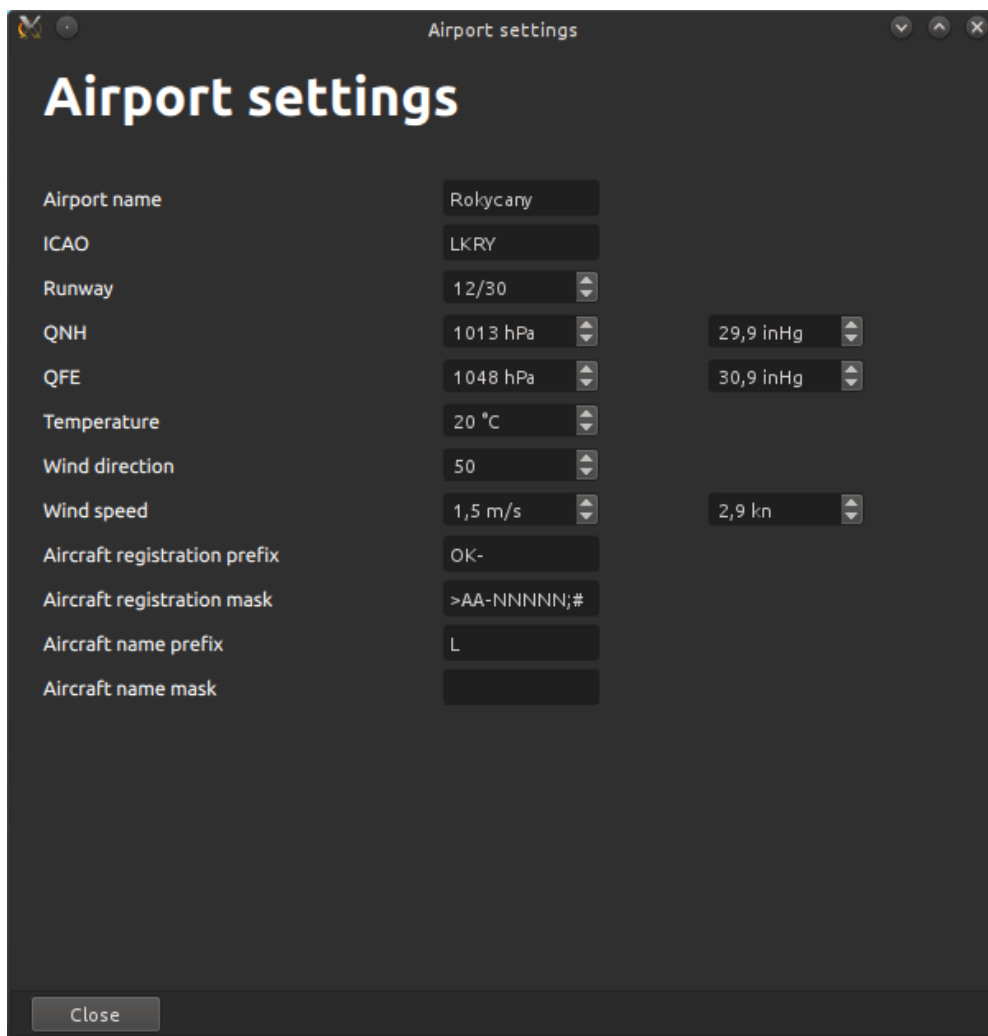 Airport settings
Airport settings
Airport name Rokycany
ICAO LKRY
Runway 12/30
QNH 1013 hPa 29,9 inHg
QFE 1048 hPa 30,9 inHg
Temperature 20 °C
Wind direction 50
Wind speed 1,5 m/s 2,9 kn
Aircraft registration prefix OK-
Aircraft registration mask >AA-NNNNN;#
Aircraft name prefix L
Aircraft name mask
Close